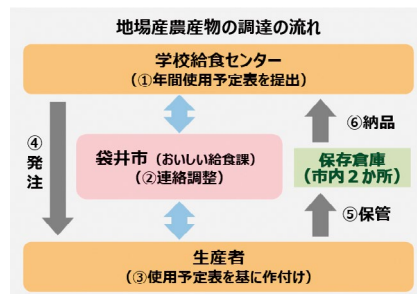 地場産農産物の調達の流れ
学校給食センター
(①年間使用予定表を提出)
④
発
注
⑥納品
袋井市(おいしい給食課)
(②連絡調整)
保存倉庫
(市内2か所)
⑤保管
生産者
(③使用予定表を基に作付け)